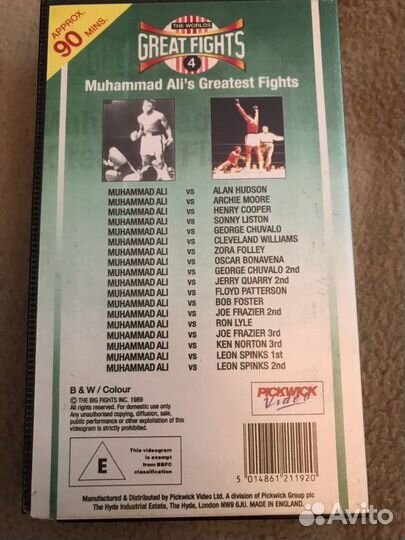 APPROX.
90 MINS.
THE WORLDS
GREAT FIGHTS
4
Muhammad Ali's Greatest Fights
MUHAMMAD ALI vs ALAN HUDSON
MUHAMMAD ALI vs ARCHIE MOORE
MUHAMMAD ALI vs HENRY COOPER
MUHAMMAD ALI vs SONNY LISTON
MUHAMMAD ALI vs GEORGE CHUVALO
MUHAMMAD ALI vs CLEVELAND WILLIAMS
MUHAMMAD ALI vs ZORA FOLLEY
MUHAMMAD ALI vs OSCAR BONAVENA
MUHAMMAD ALI vs GEORGE CHUVALO 2nd
MUHAMMAD ALI vs JERRY QUARRY 2nd
MUHAMMAD ALI vs FLOYD PATTERSON
MUHAMMAD ALI vs BOB FOSTER
MUHAMMAD ALI vs JOE FRAZIER 2nd
MUHAMMAD ALI vs RON LYLE
MUHAMMAD ALI vs JOE FRAZIER 3rd
MUHAMMAD ALI vs KEN NORTON 3rd
MUHAMMAD ALI vs LEON SPINKS 1st
MUHAMMAD ALI vs LEON SPINKS 2nd
B & W / Colour
© THE BIG FIGHTS INC. 1989
All rights reserved. For domestic use only.
Any unauthorised copying, diffusion, sale,
public performance or other exploitation of this
videogram is strictly prohibited.
PICKWICK
Video
E
This videogram
is exempt
from BBFC
classification
5 014861 211920
Manufactured & Distributed by Pickwick Video Ltd. A division of Pickwick Group plc
The Hyde Industrial Estate, The Hyde, London NW9 6JU. MADE IN ENGLAND.
Avito